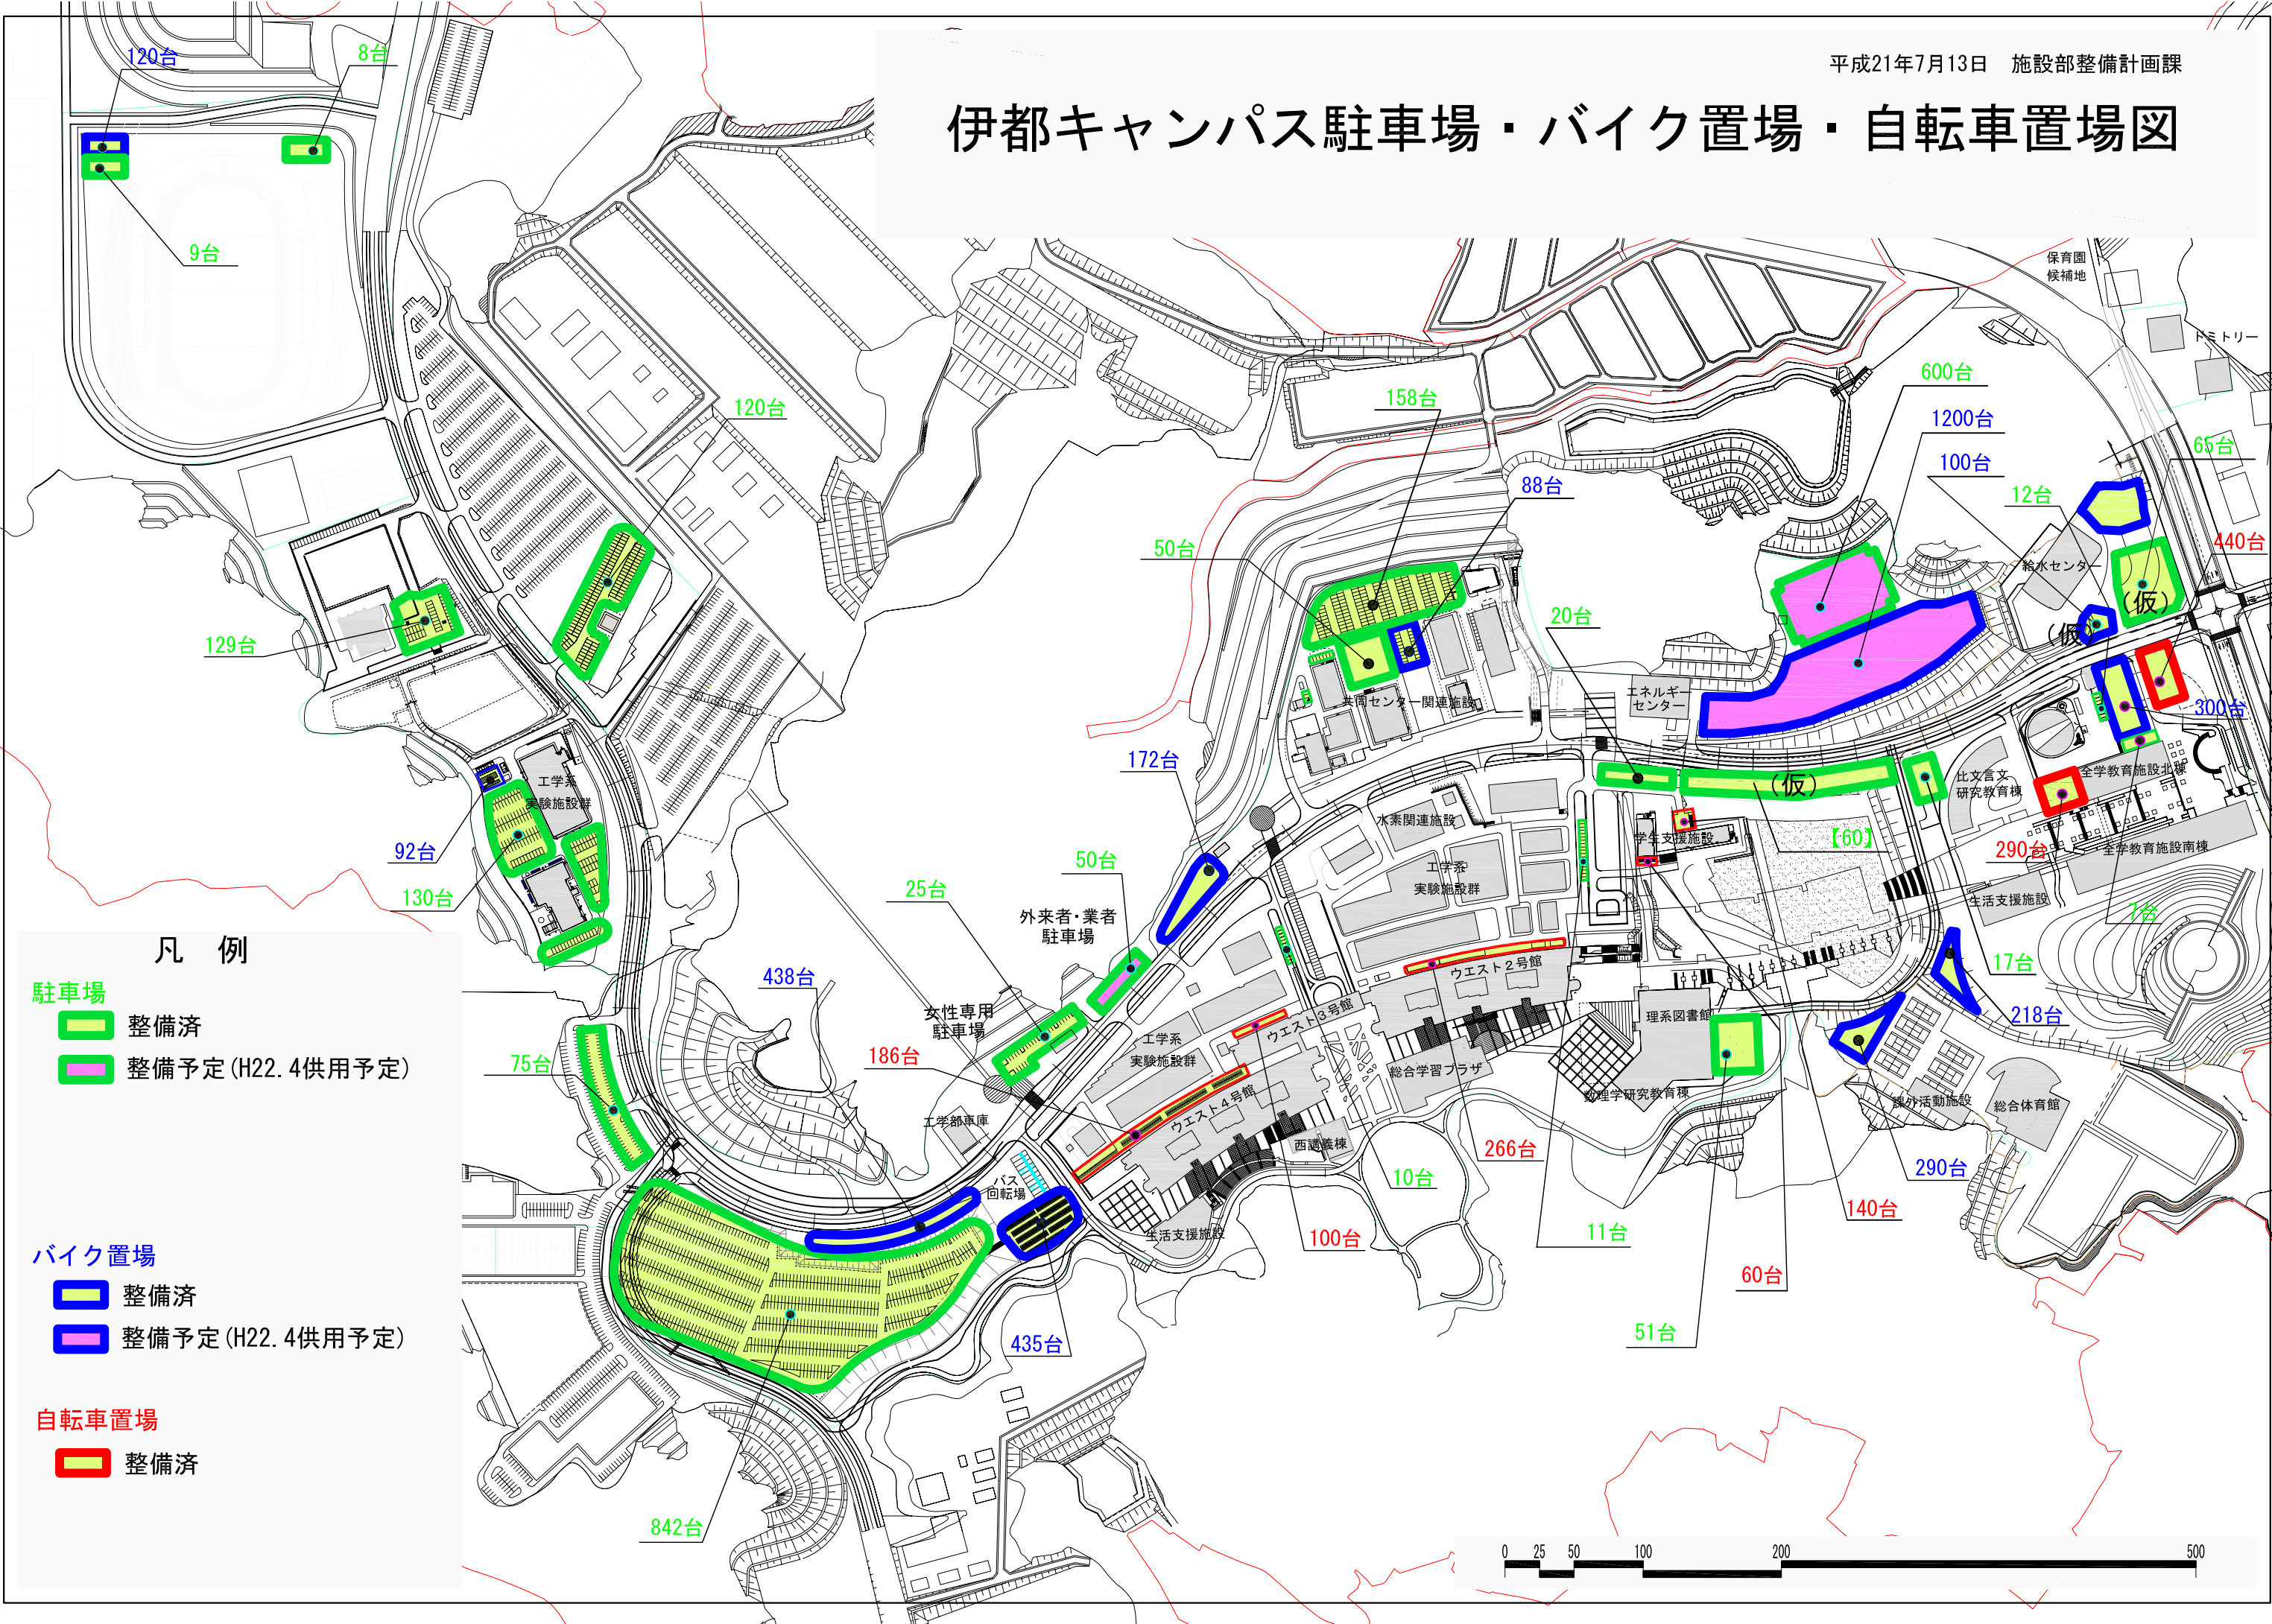 平成21年7月13日　施設部整備計画課
伊都キャンパス駐車場・バイク置場・自転車置場図
120台
8台
9台
保育園
候補地
ドミトリー
120台
158台
600台
1200台
100台
65台
12台
88台
50台
440台
給水センター
(仮)
(仮)
20台
129台
共同センター関連施設
エネルギー
センター
300台
172台
工学系
実験施設群
(仮)
比文言文
研究教育棟
全学教育施設北棟
水素関連施設
学生支援施設
【60】
290台
全学教育施設南棟
92台
130台
50台
25台
工学系
実験施設群
生活支援施設
7台
外来者・業者
駐車場
凡　例
駐車場
整備済
整備予定(H22.4供用予定)
438台
女性専用
駐車場
ウエスト2号館
17台
ウエスト3号館
理系図書館
218台
75台
186台
工学系
実験施設群
総合学習プラザ
数理学研究教育棟
課外活動施設
総合体育館
工学部車庫
ウエスト4号館
西講義棟
266台
290台
バス
回転場
10台
140台
生活支援施設
100台
11台
60台
バイク置場
整備済
整備予定(H22.4供用予定)
435台
51台
自転車置場
整備済
842台
0 25 50 100 200 500